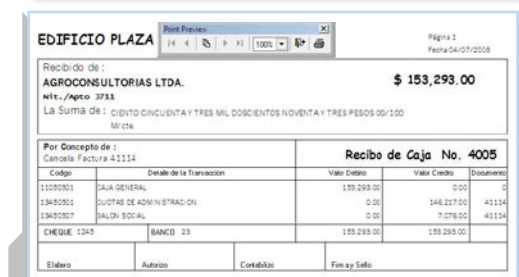 EDIFICIO PLAZA
Print Preview
100%
Página 1
Fecha 04/07/2008
Recibido de :
AGROCONSULTORIAS LTDA.
$ 153,293.00
Nit./Apto 3711
La Suma de : CIENTO CINCUENTA Y TRES MIL DOSCIENTOS NOVENTA Y TRES PESOS 00/100
M/cte
Por Concepto de :
Cancela Factura 41114
Recibo de Caja No. 4005
Codigo Detalle de la Transaccion Valor Debito Valor Credito Documento
11050501 CAJA GENERAL 153,293.00 0.00 0
13450501 CUOTAS DE ADMINISTRACION 0.00 146,217.00 41114
13450507 SALON SOCIAL 0.00 7,076.00 41114
CHEQUE 1245 BANCO 23 153,293.00 153,293.00
Elaboro Autorizo Contabilizo Firma y Sello